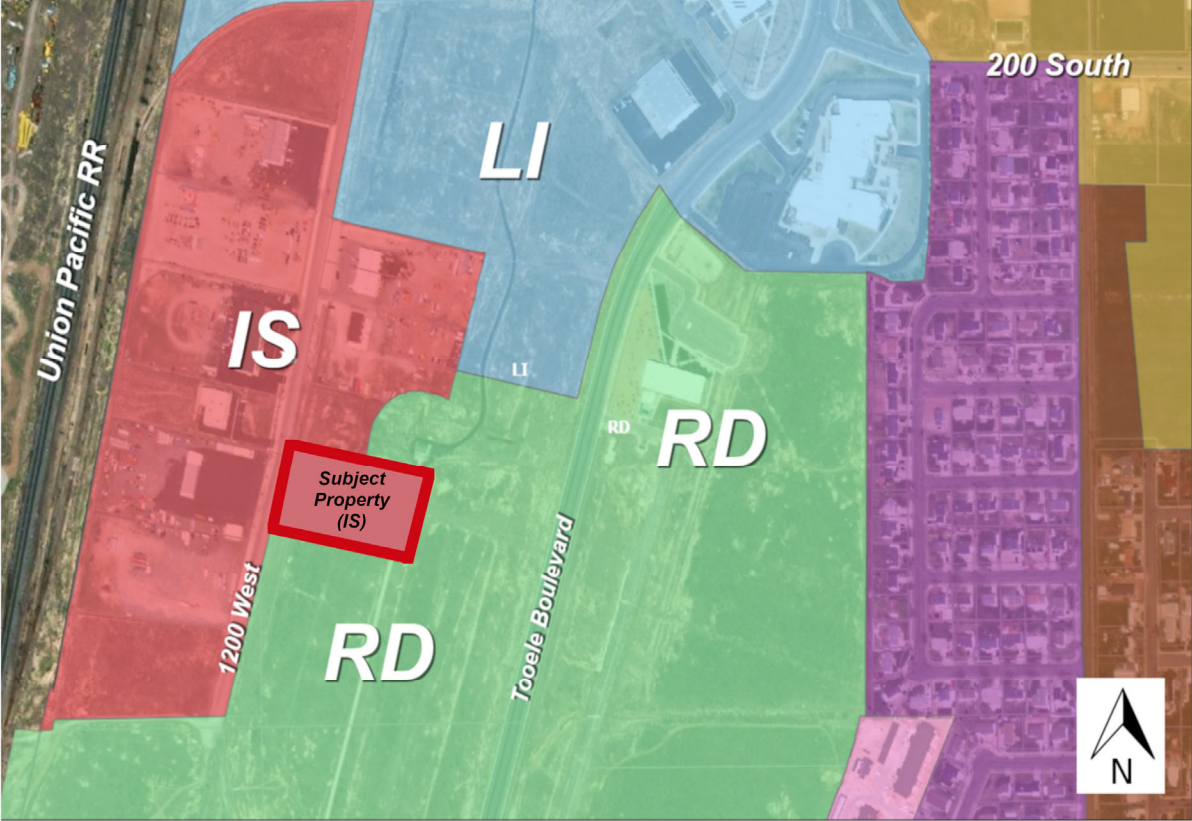 200 South
LI
Union Pacific RR
IS
LI
RD
RD
Subject
Property
(IS)
Tooele Boulevard
1200 West
RD
N